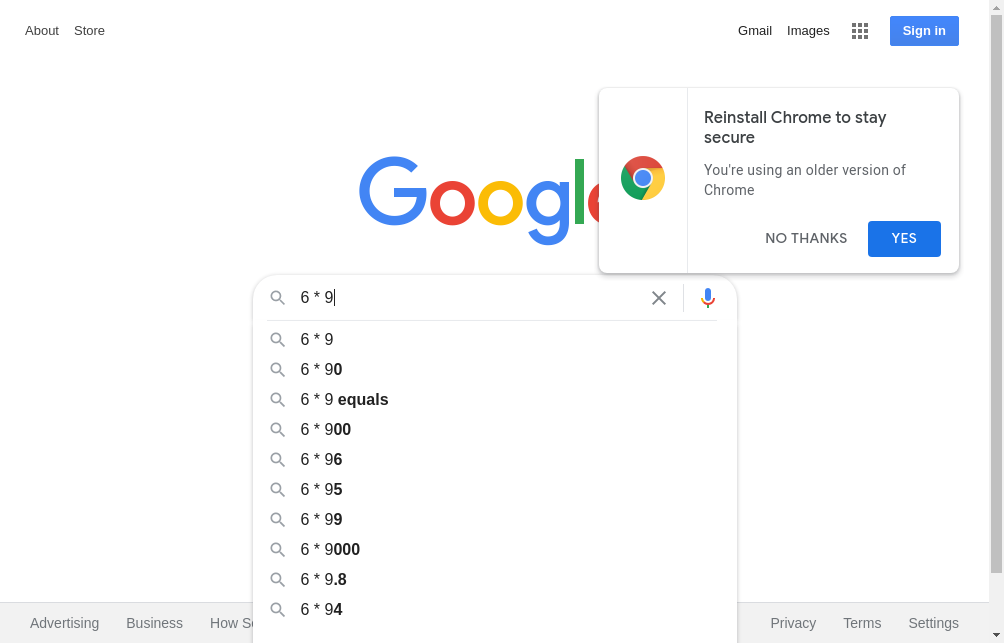 About Store
Gmail Images Sign in
Reinstall Chrome to stay
secure
You're using an older version of
Chrome
NO THANKS YES
Google
6 * 9
6 * 9
6 * 90
6 * 9 equals
6 * 900
6 * 96
6 * 95
6 * 99
6 * 9000
6 * 9.8
6 * 94
Advertising Business How Se Privacy Terms Settings